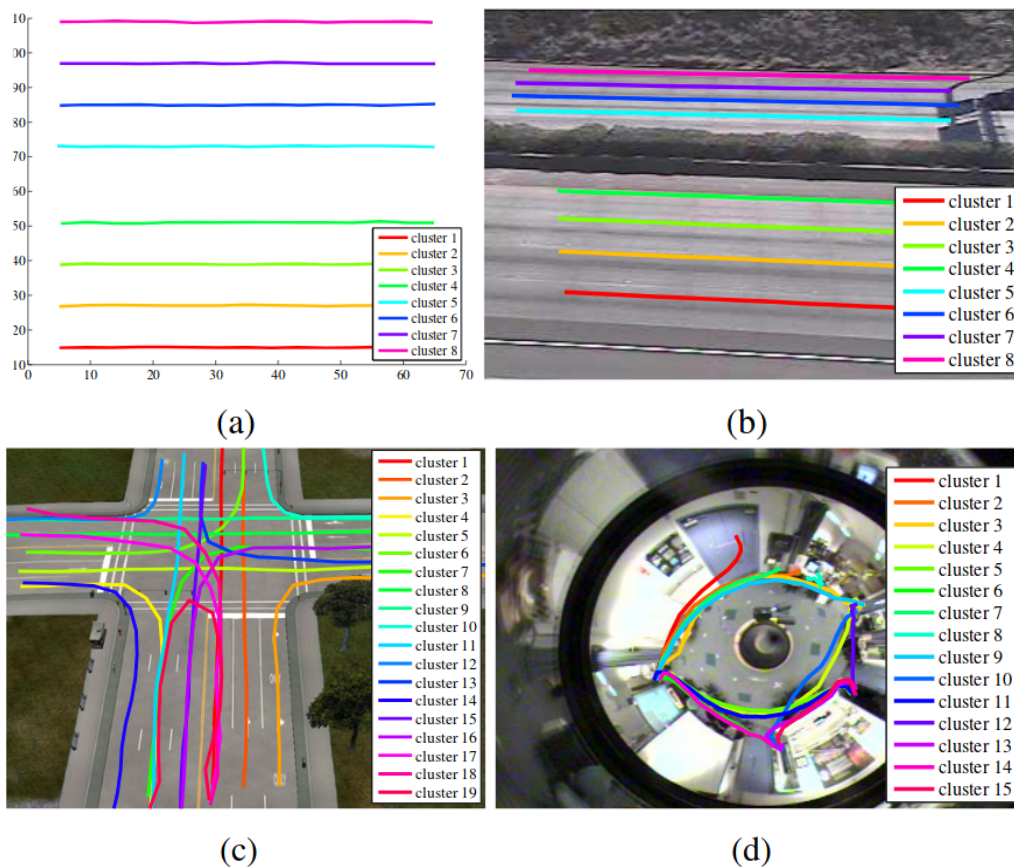 10
00
90
80
70
60
50
40
30
20
10
0 10 20 30 40 50 60 70
cluster 1
cluster 2
cluster 3
cluster 4
cluster 5
cluster 6
cluster 7
cluster 8
(a)
cluster 1
cluster 2
cluster 3
cluster 4
cluster 5
cluster 6
cluster 7
cluster 8
(b)
cluster 1
cluster 2
cluster 3
cluster 4
cluster 5
cluster 6
cluster 7
cluster 8
cluster 9
cluster 10
cluster 11
cluster 12
cluster 13
cluster 14
cluster 15
cluster 16
cluster 17
cluster 18
cluster 19
(c)
cluster 1
cluster 2
cluster 3
cluster 4
cluster 5
cluster 6
cluster 7
cluster 8
cluster 9
cluster 10
cluster 11
cluster 12
cluster 13
cluster 14
cluster 15
(d)